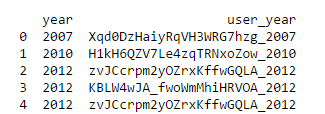 year user_year
0 2007 Xqd0DzHaiyRqVH3WRG7hzg_2007
1 2010 H1kH6QZV7Le4zqTRNxoZow_2010
2 2012 zvJCcrpm2yOZrxKffwGQLA_2012
3 2012 KBLW4wJA_fwoWmMhiHRVOA_2012
4 2012 zvJCcrpm2yOZrxKffwGQLA_2012